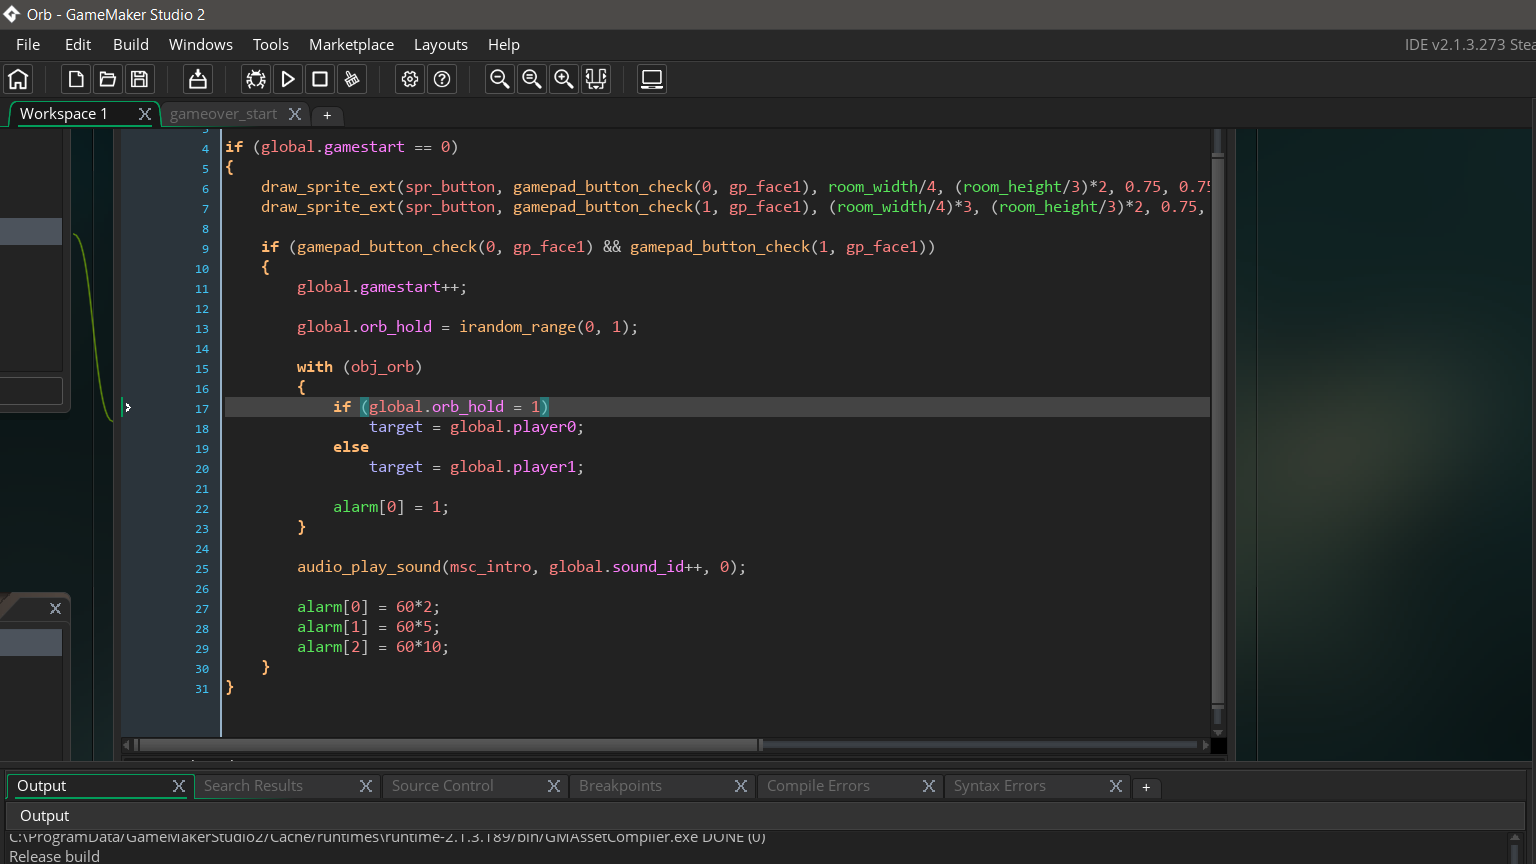 Orb - GameMaker Studio 2
File Edit Build Windows Tools Marketplace Layouts Help
IDE v2.1.3.273 Stea
Workspace 1
gameover_start
+
3
4 if (global.gamestart == 0)
5 {
6 draw_sprite_ext(spr_button, gamepad_button_check(0, gp_face1), room_width/4, (room_height/3)*2, 0.75, 0.75
7 draw_sprite_ext(spr_button, gamepad_button_check(1, gp_face1), (room_width/4)*3, (room_height/3)*2, 0.75,
8
9 if (gamepad_button_check(0, gp_face1) && gamepad_button_check(1, gp_face1))
10 {
11 global.gamestart++;
12
13 global.orb_hold = irandom_range(0, 1);
14
15 with (obj_orb)
16 {
17 if (global.orb_hold = 1)
18 target = global.player0;
19 else
20 target = global.player1;
21
22 alarm[0] = 1;
23 }
24
25 audio_play_sound(msc_intro, global.sound_id++, 0);
26
27 alarm[0] = 60*2;
28 alarm[1] = 60*5;
29 alarm[2] = 60*10;
30 }
31 }
Output
Search Results
Source Control
Breakpoints
Compile Errors
Syntax Errors
+
Output
C:\ProgramData/GameMakerStudio2/Cache/runtimes\runtime-2.1.3.189/bin/GMAssetCompiler.exe DONE (0)
Release build